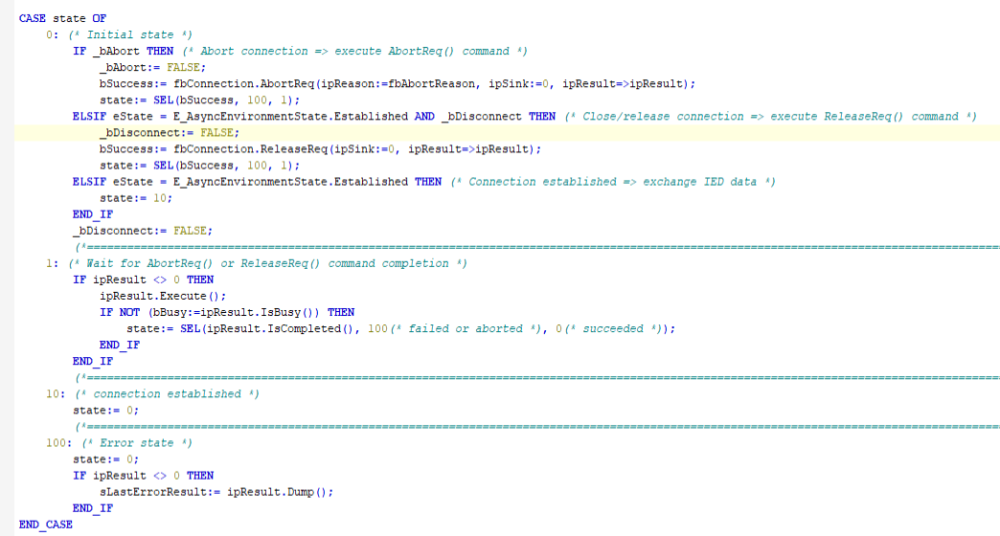 CASE state OF
0: (* Initial state *)
IF _bAbort THEN (* Abort connection => execute AbortReq() command *)
_bAbort:= FALSE;
bSuccess:= fbConnection.AbortReq(ipReason:=fbAbortReason, ipSink:=0, ipResult=>ipResult);
state:= SEL(bSuccess, 100, 1);
ELSIF eState = E_AsyncEnvironmentState.Established AND _bDisconnect THEN (* Close/release connection => execute ReleaseReq() command *)
_bDisconnect:= FALSE;
bSuccess:= fbConnection.ReleaseReq(ipSink:=0, ipResult=>ipResult);
state:= SEL(bSuccess, 100, 1);
ELSIF eState = E_AsyncEnvironmentState.Established THEN (* Connection established => exchange IED data *)
state:= 10;
END_IF
_bDisconnect:= FALSE;
(*==========================================================================================================================================
1: (* Wait for AbortReq() or ReleaseReq() command completion *)
IF ipResult <> 0 THEN
ipResult.Execute();
IF NOT (bBusy:=ipResult.IsBusy()) THEN
state:= SEL(ipResult.IsCompleted(), 100(* failed or aborted *), 0(* succeeded *));
END_IF
END_IF
(*==========================================================================================================================================
10: (* connection established *)
state:= 0;
(*==========================================================================================================================================
100: (* Error state *)
state:= 0;
IF ipResult <> 0 THEN
sLastErrorResult:= ipResult.Dump();
END_IF
END_CASE